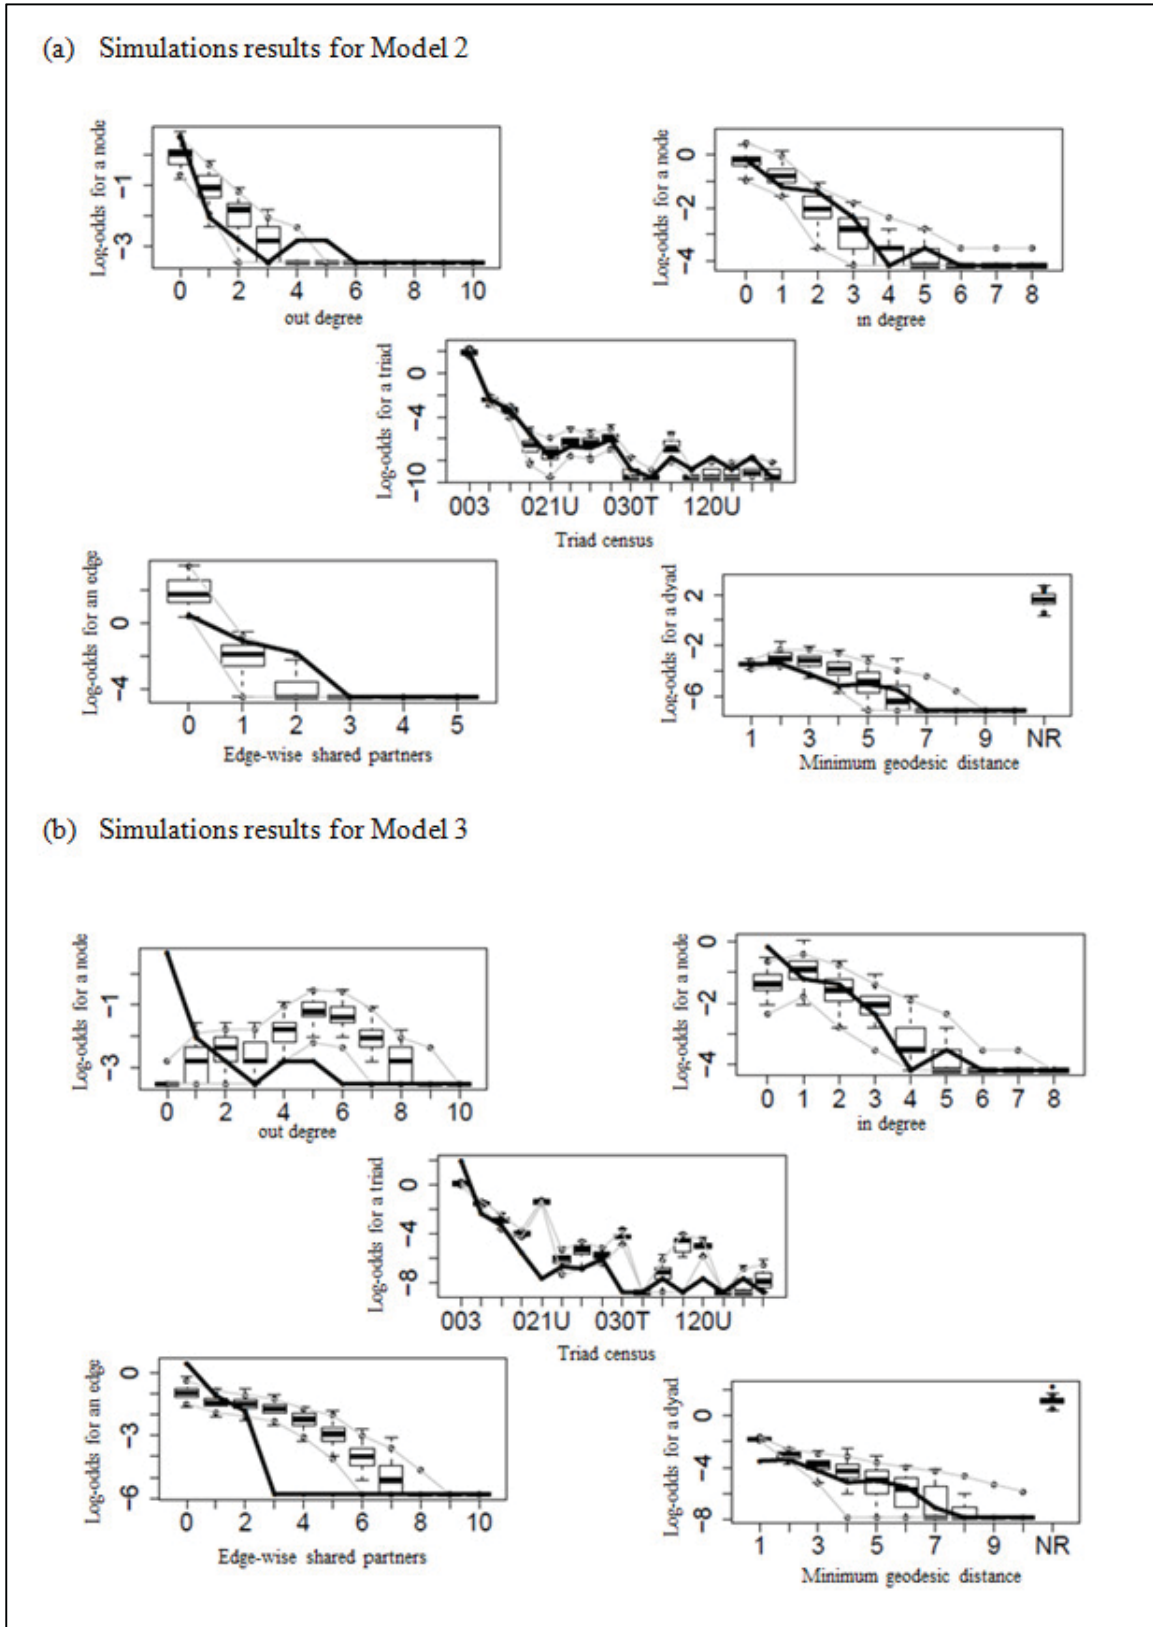 (a) Simulations results for Model 2
Log-odds for a node
-1
-3
0 2 4 6 8 10
out degree
Log-odds for a node
0
-2
-4
0 1 2 3 4 5 6 7 8
in degree
Log-odds for a triad
0
-4
-10
003 021U 030T 120U
Triad census
Log-odds for an edge
0
-4
0 1 2 3 4 5
Edge-wise shared partners
Log-odds for a dyad
2
-2
-6
1 3 5 7 9 NR
Minimum geodesic distance
(b) Simulations results for Model 3
Log-odds for a node
-1
-3
0 2 4 6 8 10
out degree
Log-odds for a node
0
-2
-4
0 1 2 3 4 5 6 7 8
in degree
Log-odds for a triad
0
-4
-8
003 021U 030T 120U
Triad census
Log-odds for an edge
0
-3
-6
0 2 4 6 8 10
Edge-wise shared partners
Log-odds for a dyad
0
-4
-8
1 3 5 7 9 NR
Minimum geodesic distance